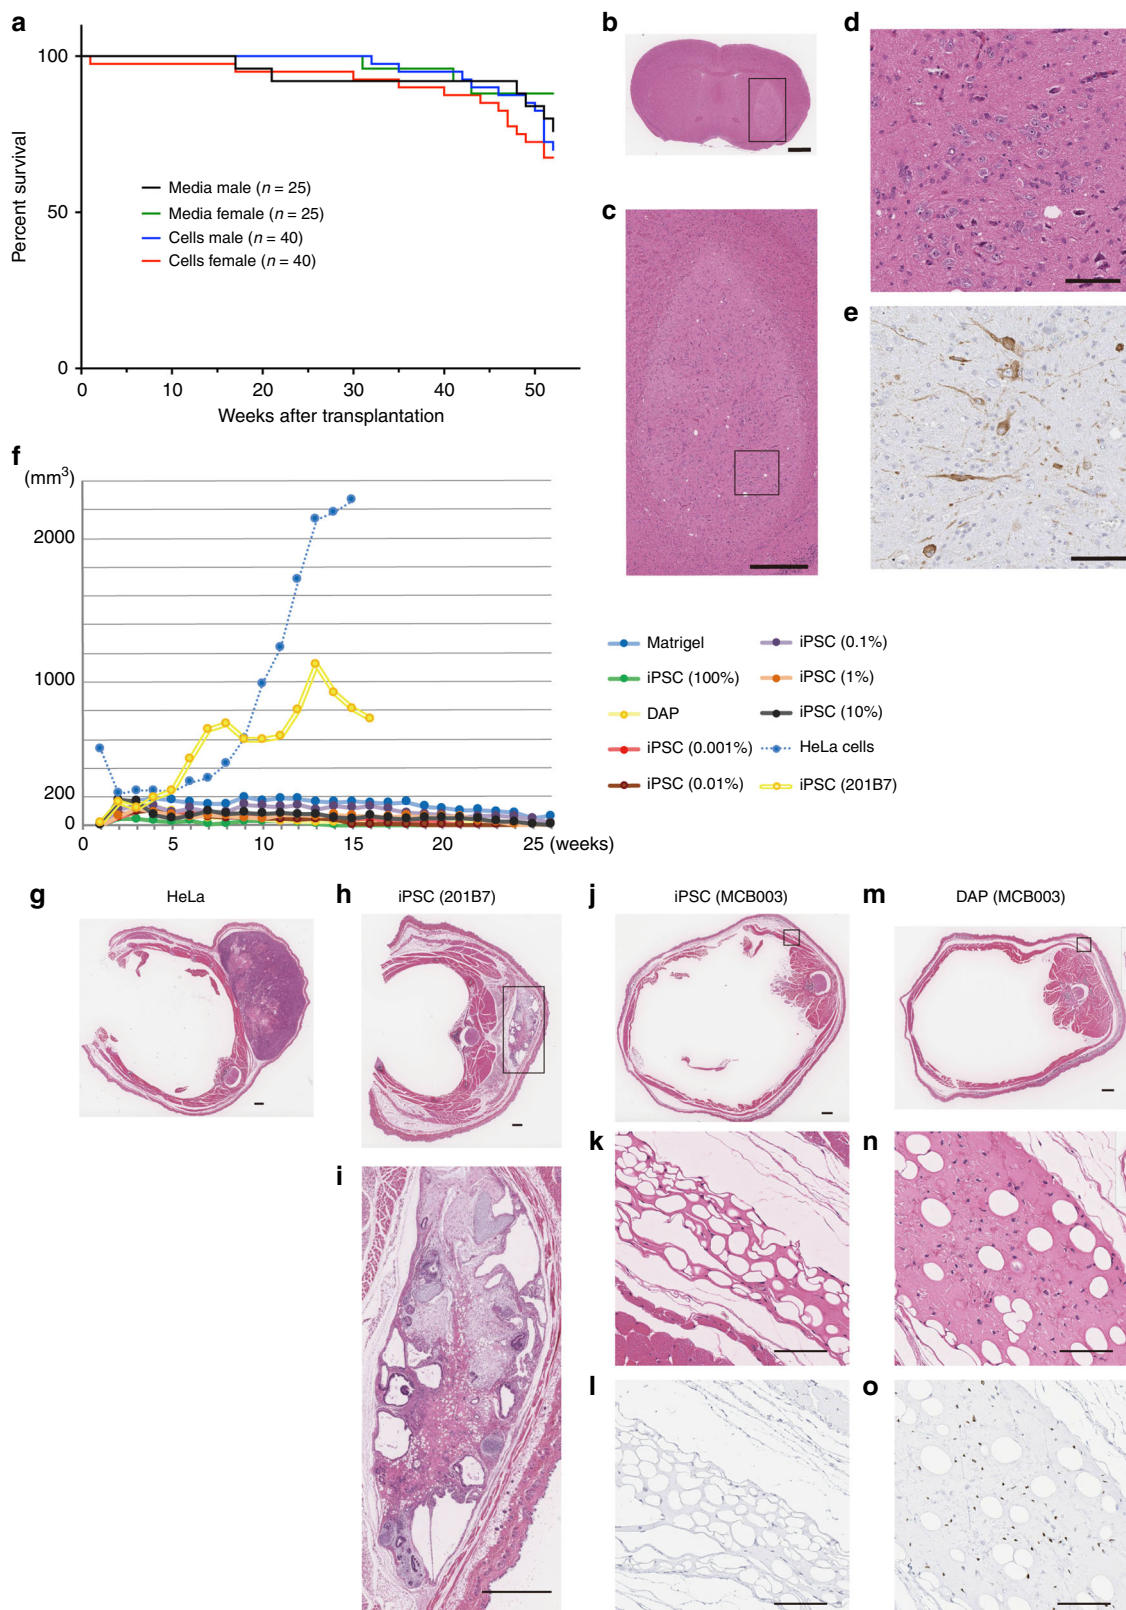 a
100
50
0
Percent survival
Media male (n = 25)
Media female (n = 25)
Cells male (n = 40)
Cells female (n = 40)
0 10 20 30 40 50
Weeks after transplantation
b
c
d
e
f
(mm3)
2000
1000
200
0
0 5 10 15 20 25 (weeks)
Matrigel
iPSC (100%)
DAP
iPSC (0.001%)
iPSC (0.01%)
iPSC (0.1%)
iPSC (1%)
iPSC (10%)
HeLa cells
iPSC (201B7)
g HeLa
h iPSC (201B7)
j iPSC (MCB003)
m DAP (MCB003)
i
k
n
l
o